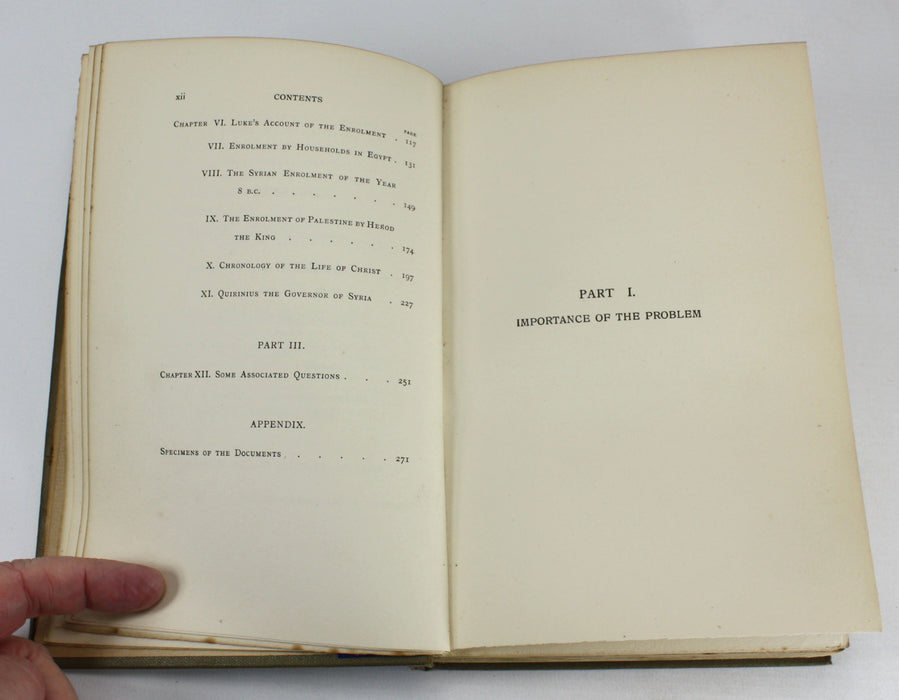 xii CONTENTS
PAGE
Chapter VI. Luke's Account of the Enrolment . 117
VII. Enrolment by Households in Egypt . 131
VIII. The Syrian Enrolment of the Year
8 B.C. . . . . . . . 149
IX. The Enrolment of Palestine by Herod
the King . . . . . 174
X. Chronology of the Life of Christ . 197
XI. Quirinius the Governor of Syria . 227
PART III.
Chapter XII. Some Associated Questions . . . 251
APPENDIX.
Specimens of the Documents . . . . . 271
PART I.
IMPORTANCE OF THE PROBLEM